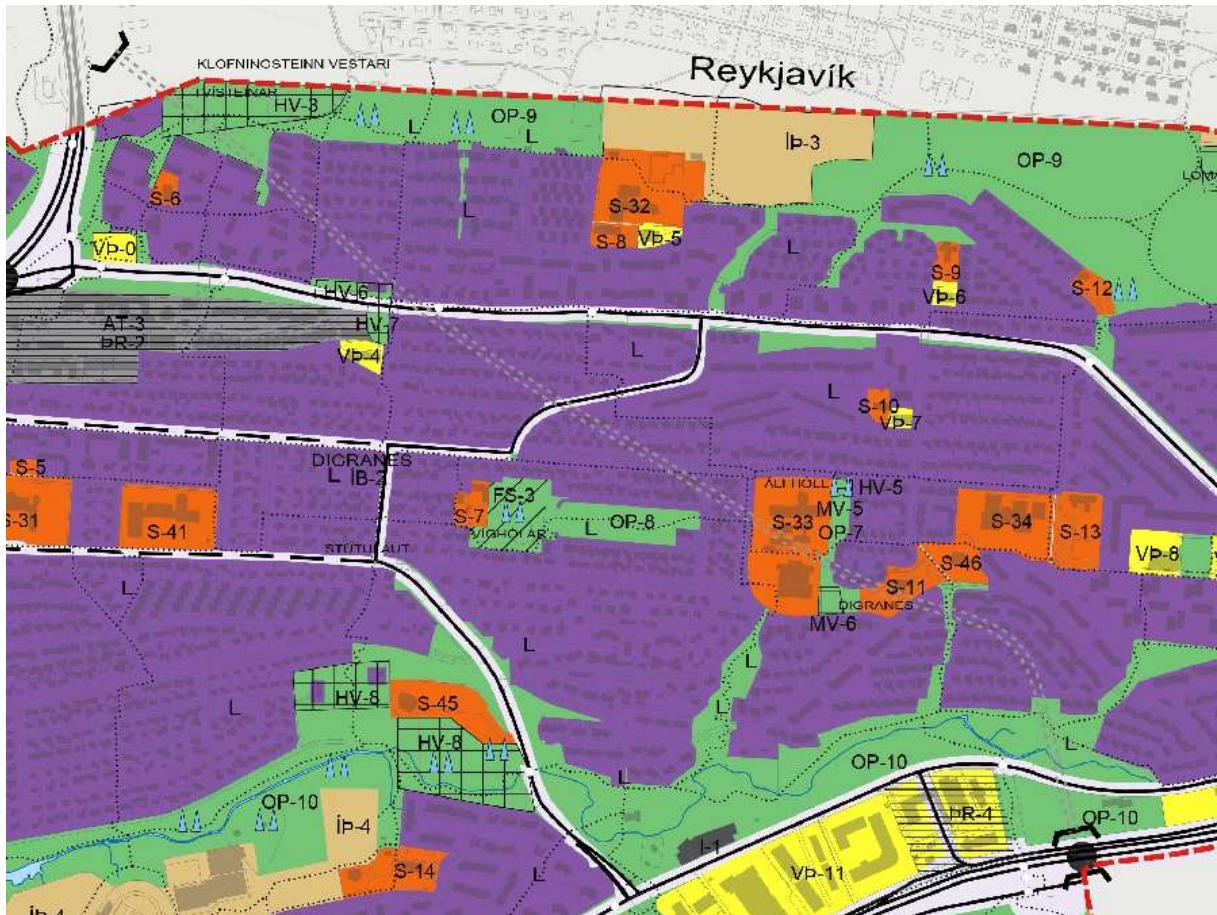 KLOFNINGSTEINN VESTARI
Reykjavík
TVÍSTEINAR
HV-3
OP-9
L
L
ÍÞ-3
OP-9
S-6
L
S-32
S-8
VÞ-5
L
VÞ-0
S-9
VÞ-6
S-12
HV-6
HV-7
AT-3
ÞR-2
VÞ-4
L
L
S-10
VÞ-7
DIGRANES
L ÍB-2
S-5
S-31
S-41
S-7
FS-3
VÍGHÓLAR
L
OP-8
ÁLFHÓLL
HV-5
S-33
MV-5
OP-7
S-34
S-13
VÞ-8
S-46
S-11
STÚTULAUT
L
DIGRANES
MV-6
L
L
L
HV-8
S-45
L
HV-8
L
OP-10
L
OP-10
ÍÞ-4
ÞR-4
OP-10
I-1
S-14
L
VÞ-11
ÍÞ-4